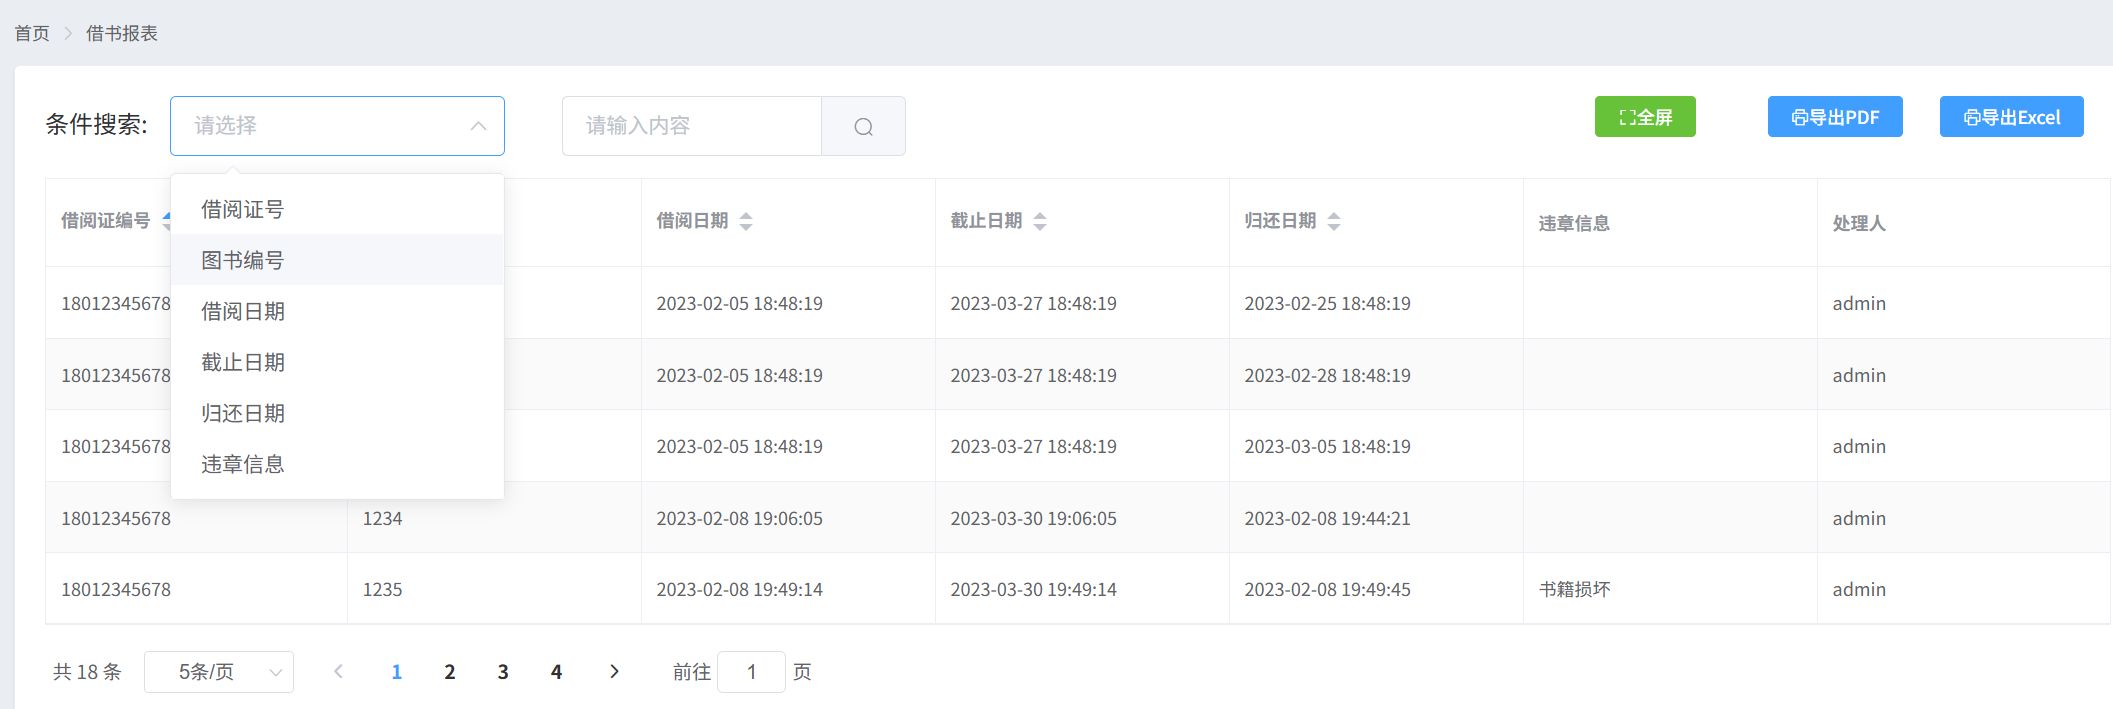 首页 > 借书报表
条件搜索: 请选择 请输入内容 全屏 导出PDF 导出Excel
借阅证号
图书编号
借阅日期
截止日期
归还日期
违章信息
借阅证编号 借阅日期 截止日期 归还日期 违章信息 处理人
18012345678 2023-02-05 18:48:19 2023-03-27 18:48:19 2023-02-25 18:48:19 admin
18012345678 2023-02-05 18:48:19 2023-03-27 18:48:19 2023-02-28 18:48:19 admin
18012345678 2023-02-05 18:48:19 2023-03-27 18:48:19 2023-03-05 18:48:19 admin
18012345678 1234 2023-02-08 19:06:05 2023-03-30 19:06:05 2023-02-08 19:44:21 admin
18012345678 1235 2023-02-08 19:49:14 2023-03-30 19:49:14 2023-02-08 19:49:45 书籍损坏 admin
共 18 条 5条/页 < 1 2 3 4 > 前往 1 页